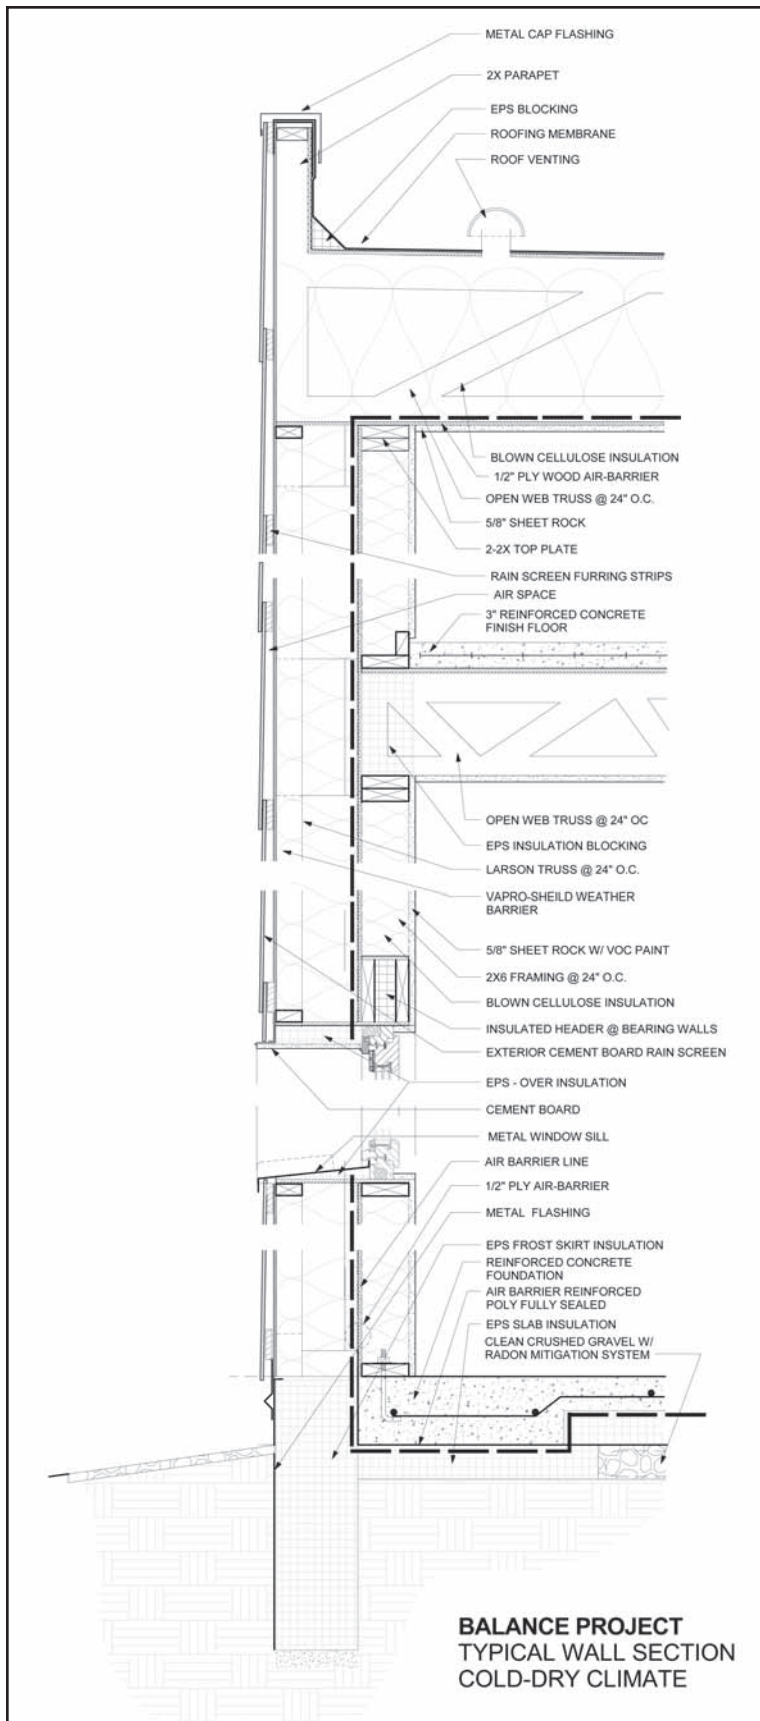 METAL CAP FLASHING
2X PARAPET
EPS BLOCKING
ROOFING MEMBRANE
ROOF VENTING
BLOWN CELLULOSE INSULATION
1/2" PLY WOOD AIR-BARRIER
OPEN WEB TRUSS @ 24" O.C.
5/8" SHEET ROCK
2-2X TOP PLATE
RAIN SCREEN FURRING STRIPS
AIR SPACE
3" REINFORCED CONCRETE
FINISH FLOOR
OPEN WEB TRUSS @ 24" OC
EPS INSULATION BLOCKING
LARSON TRUSS @ 24" O.C.
VAPRO-SHEILD WEATHER
BARRIER
5/8" SHEET ROCK W/ VOC PAINT
2X6 FRAMING @ 24" O.C.
BLOWN CELLULOSE INSULATION
INSULATED HEADER @ BEARING WALLS
EXTERIOR CEMENT BOARD RAIN SCREEN
EPS - OVER INSULATION
CEMENT BOARD
METAL WINDOW SILL
AIR BARRIER LINE
1/2" PLY AIR-BARRIER
METAL FLASHING
EPS FROST SKIRT INSULATION
REINFORCED CONCRETE
FOUNDATION
AIR BARRIER REINFORCED
POLY FULLY SEALED
EPS SLAB INSULATION
CLEAN CRUSHED GRAVEL W/
RADON MITIGATION SYSTEM
BALANCE PROJECT
TYPICAL WALL SECTION
COLD-DRY CLIMATE